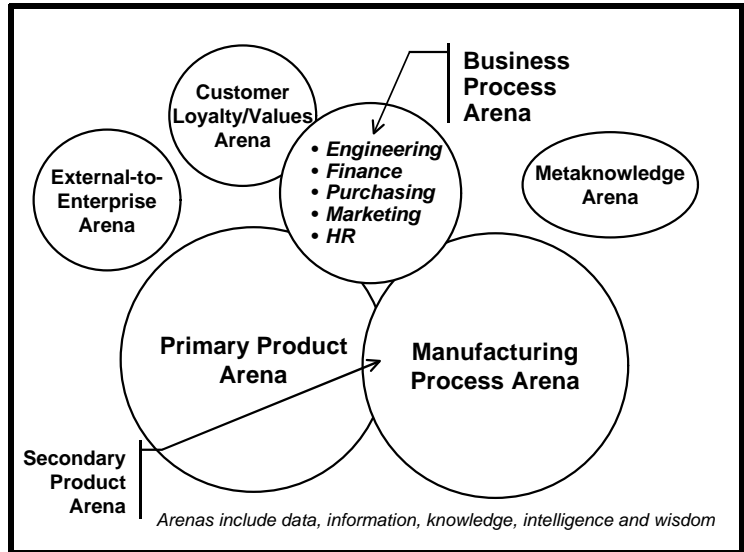 Business
Process
Arena
Customer
Loyalty/Values
Arena
• Engineering
• Finance
• Purchasing
• Marketing
• HR
External-to-
Enterprise
Arena
Metaknowledge
Arena
Primary Product
Arena
Manufacturing
Process Arena
Secondary
Product
Arena
Arenas include data, information, knowledge, intelligence and wisdom